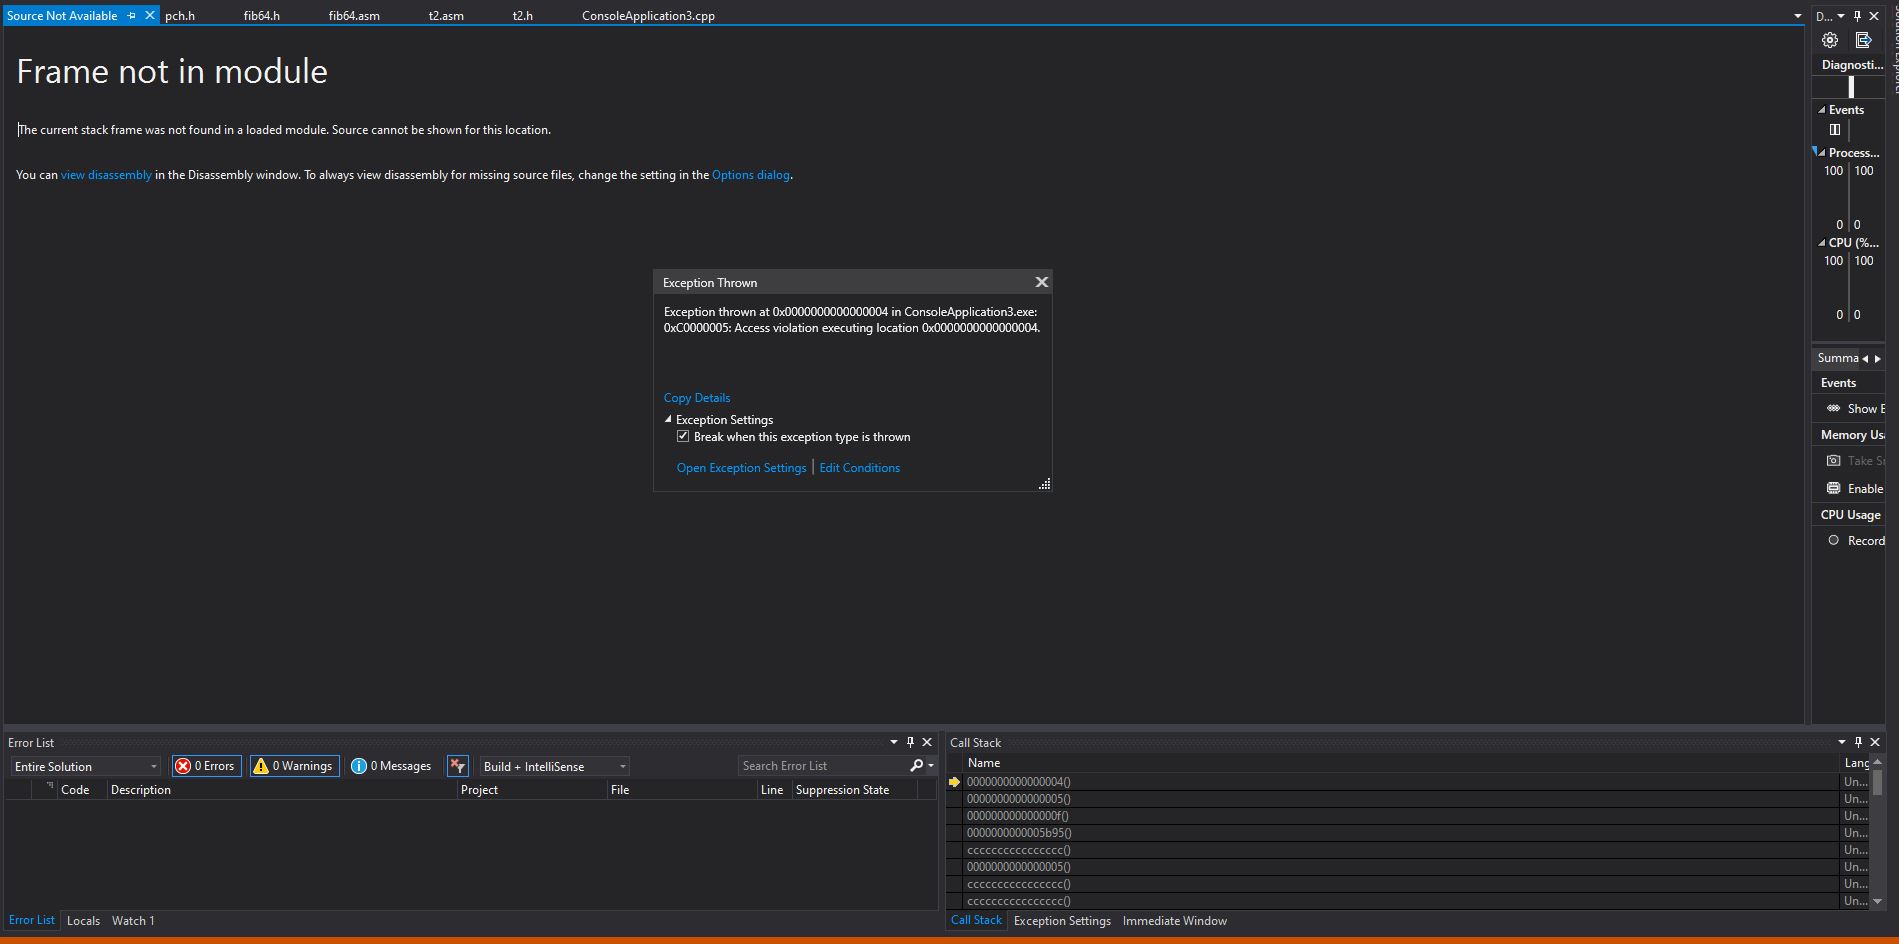 Source Not Available
pch.h
fib64.h
fib64.asm
t2.asm
t2.h
ConsoleApplication3.cpp
Frame not in module
The current stack frame was not found in a loaded module. Source cannot be shown for this location.
You can view disassembly in the Disassembly window. To always view disassembly for missing source files, change the setting in the Options dialog.
Exception Thrown
Exception thrown at 0x0000000000000004 in ConsoleApplication3.exe:
0xC0000005: Access violation executing location 0x0000000000000004.
Copy Details
Exception Settings
Break when this exception type is thrown
Open Exception Settings | Edit Conditions
D...
Diagnosti...
Events
Process...
100 100
0 0
CPU (%...
100 100
0 0
Summa
Events
Show E
Memory Us
Take Sn
Enable
CPU Usage
Record
Error List
Entire Solution
0 Errors
0 Warnings
0 Messages
Build + IntelliSense
Search Error List
Code Description Project File Line Suppression State
Error List Locals Watch 1
Call Stack
Name Lang
0000000000000004() Un...
0000000000000005() Un...
000000000000000f() Un...
0000000000005b95() Un...
cccccccccccccccc() Un...
0000000000000005() Un...
cccccccccccccccc() Un...
cccccccccccccccc() Un...
Call Stack Exception Settings Immediate Window